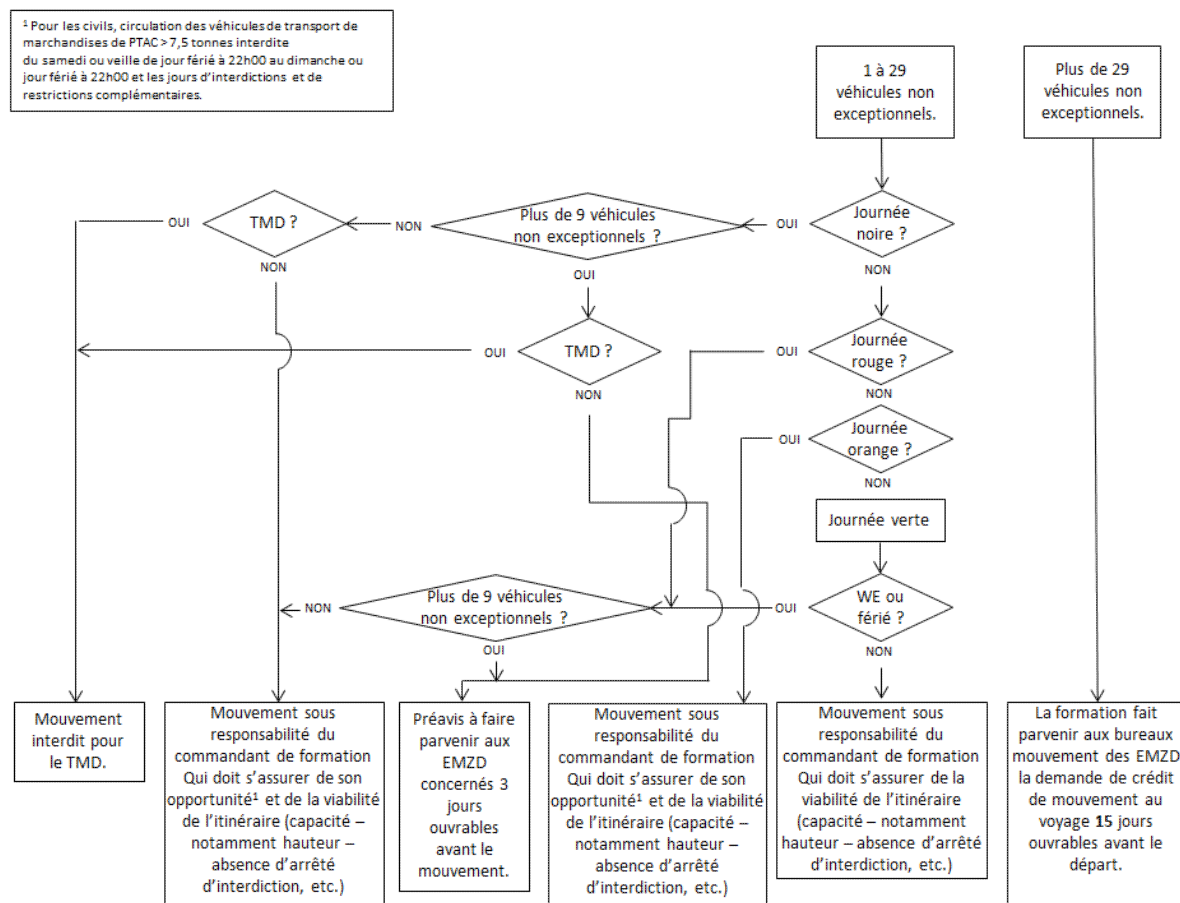 ¹ Pour les civils, circulation des véhicules de transport de
marchandises de PTAC > 7,5 tonnes interdite
du samedi ou veille de jour férié à 22h00 au dimanche ou
jour férié à 22h00 et les jours d’interdictions et de
restrictions complémentaires.
1 à 29
véhicules non
exceptionnels.
Plus de 29
véhicules non
exceptionnels.
OUI
TMD ?
NON
Plus de 9 véhicules
non exceptionnels ?
OUI
Journée
noire ?
NON
OUI
NON
OUI
TMD ?
NON
OUI
Journée
rouge ?
NON
OUI
Journée
orange ?
NON
Journée verte
NON
Plus de 9 véhicules
non exceptionnels ?
OUI
OUI
WE ou
férié ?
NON
Mouvement
interdit pour
le TMD.
Mouvement sous
responsabilité du
commandant de formation
Qui doit s’assurer de son
opportunité¹ et de la viabilité
de l’itinéraire (capacité –
notamment hauteur –
absence d’arrêté
d’interdiction, etc.)
Préavis à faire
parvenir aux
EMZD
concernés 3
jours
ouvrables
avant le
mouvement.
Mouvement sous
responsabilité du
commandant de formation
Qui doit s’assurer de son
opportunité¹ et de la viabilité
de l’itinéraire (capacité –
notamment hauteur –
absence d’arrêté
d’interdiction, etc.)
Mouvement sous
responsabilité du
commandant de formation
Qui doit s’assurer de la
viabilité de l’itinéraire
(capacité – notamment
hauteur – absence d’arrêté
d’interdiction, etc.)
La formation fait
parvenir aux bureaux
mouvement des EMZD
la demande de crédit
de mouvement au
voyage 15 jours
ouvrables avant le
départ.